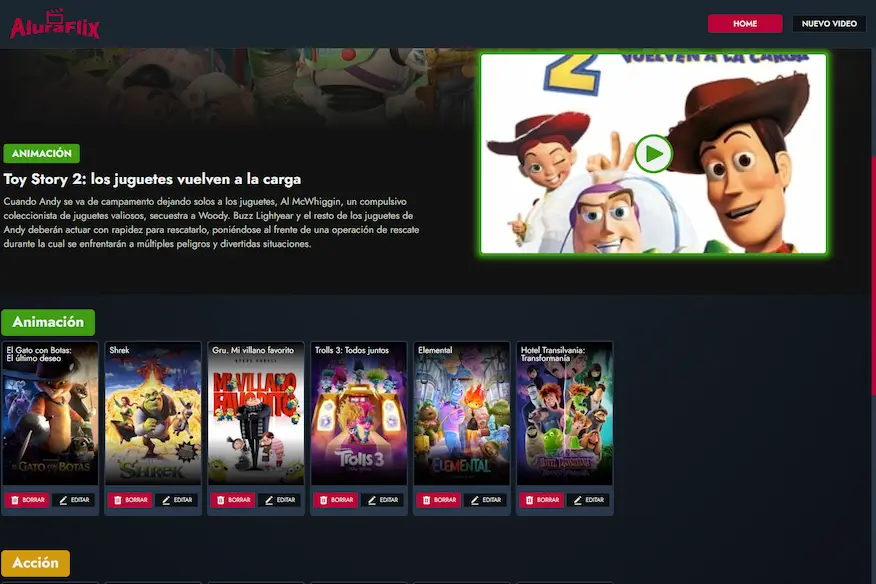 AluraFlix
HOME
NUEVO VIDEO
2
VUELVEN A LA CARGA
ANIMACIÓN
Toy Story 2: los juguetes vuelven a la carga
Cuando Andy se va de campamento dejando solos a los juguetes, Al McWhiggin, un compulsivo
coleccionista de juguetes valiosos, secuestra a Woody. Buzz Lightyear y el resto de los juguetes de
Andy deberán actuar con rapidez para rescatarlo, poniéndose al frente de una operación de rescate
durante la cual se enfrentarán a múltiples peligros y divertidas situaciones.
Animación
El Gato con Botas:
El último deseo
EL GATO CON BOTAS
BORRAR
EDITAR
Shrek
SHREK
BORRAR
EDITAR
Gru. Mi villano favorito
MI VILLANO
FAVORITO
BORRAR
EDITAR
Trolls 3: Todos juntos
Trolls 3
BORRAR
EDITAR
Elemental
ELEMENTAL
BORRAR
EDITAR
Hotel Transilvania:
Transformanía
HOTEL TRANSILVANIA
BORRAR
EDITAR
Acción